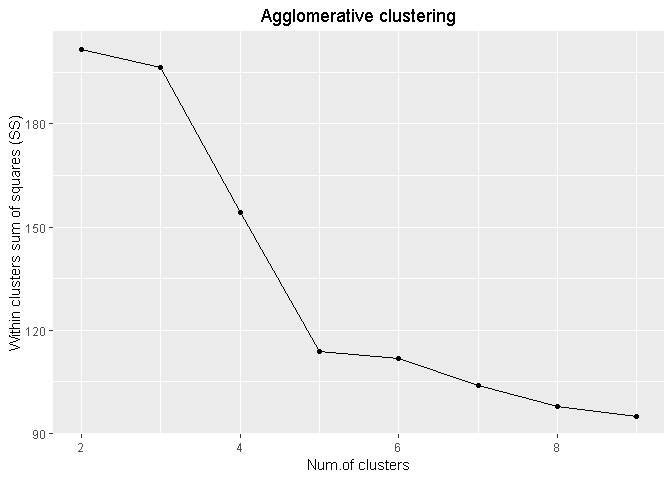 Agglomerative clustering
Within clusters sum of squares (SS)
180
150
120
90
2
4
6
8
Num.of clusters